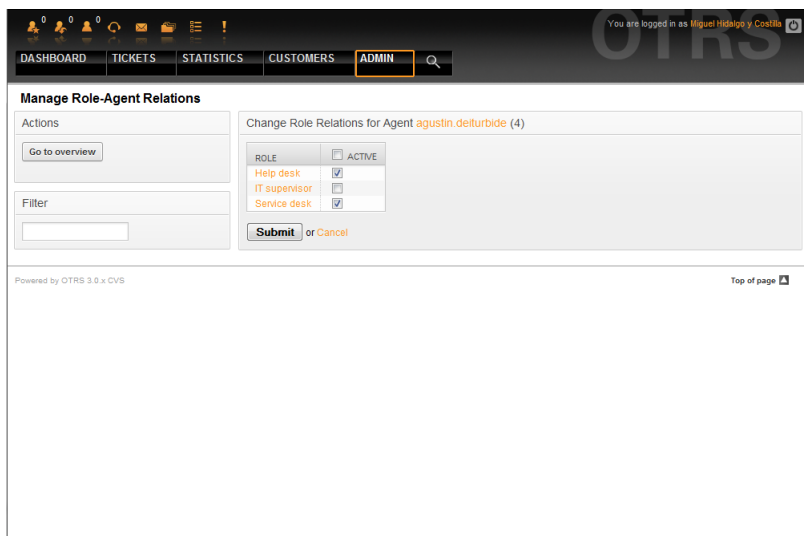 0 0 0
You are logged in as Miguel Hidalgo y Costilla
OTRS
DASHBOARD TICKETS STATISTICS CUSTOMERS ADMIN
Manage Role-Agent Relations
Actions
Go to overview
Filter
Change Role Relations for Agent agustin.deiturbide (4)
ROLE ACTIVE
Help desk
IT supervisor
Service desk
Submit or Cancel
Powered by OTRS 3.0.x CVS
Top of page